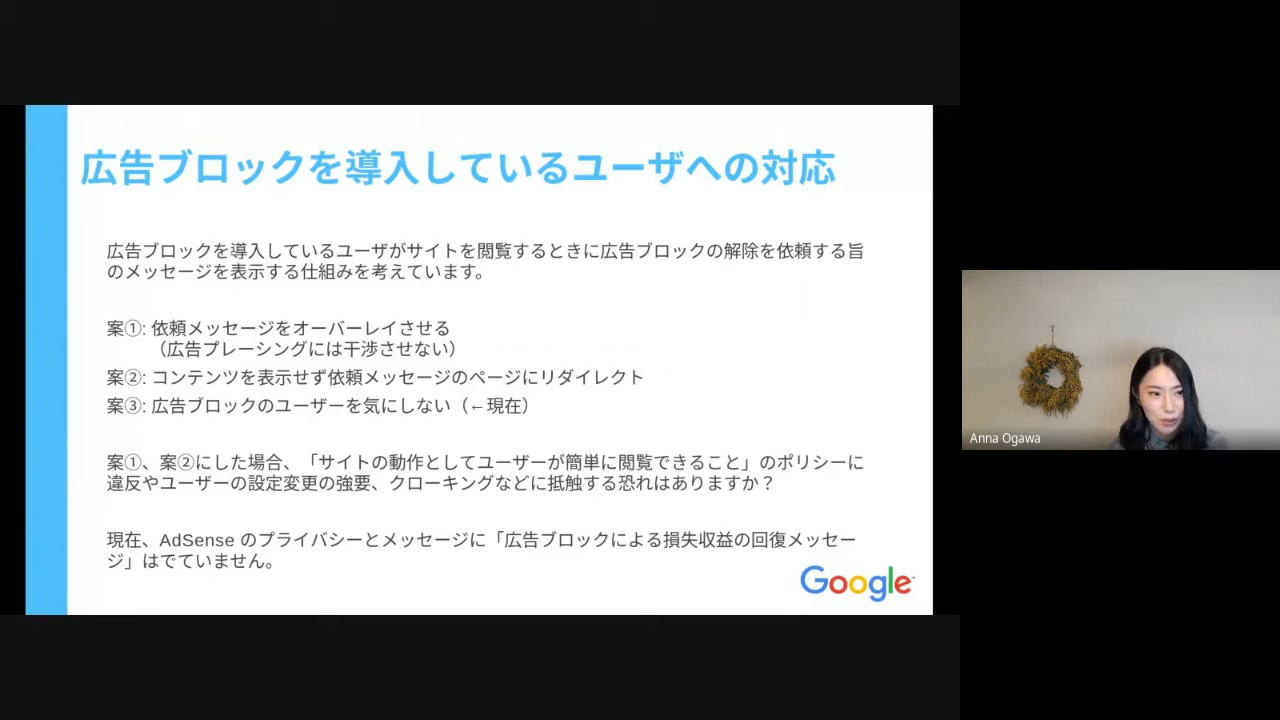 広告ブロックを導入しているユーザへの対応
広告ブロックを導入しているユーザがサイトを閲覧するときに広告ブロックの解除を依頼する旨
のメッセージを表示する仕組みを考えています。
案①: 依頼メッセージをオーバーレイさせる
（広告プレーシングには干渉させない）
案②: コンテンツを表示せず依頼メッセージのページにリダイレクト
案③: 広告ブロックのユーザーを気にしない（←現在）
案①、案②にした場合、「サイトの動作としてユーザーが簡単に閲覧できること」のポリシーに
違反やユーザーの設定変更の強要、クローキングなどに抵触する恐れはありますか？
現在、AdSense のプライバシーとメッセージに「広告ブロックによる損失収益の回復メッセー
ジ」はでていません。
Google
Anna Ogawa